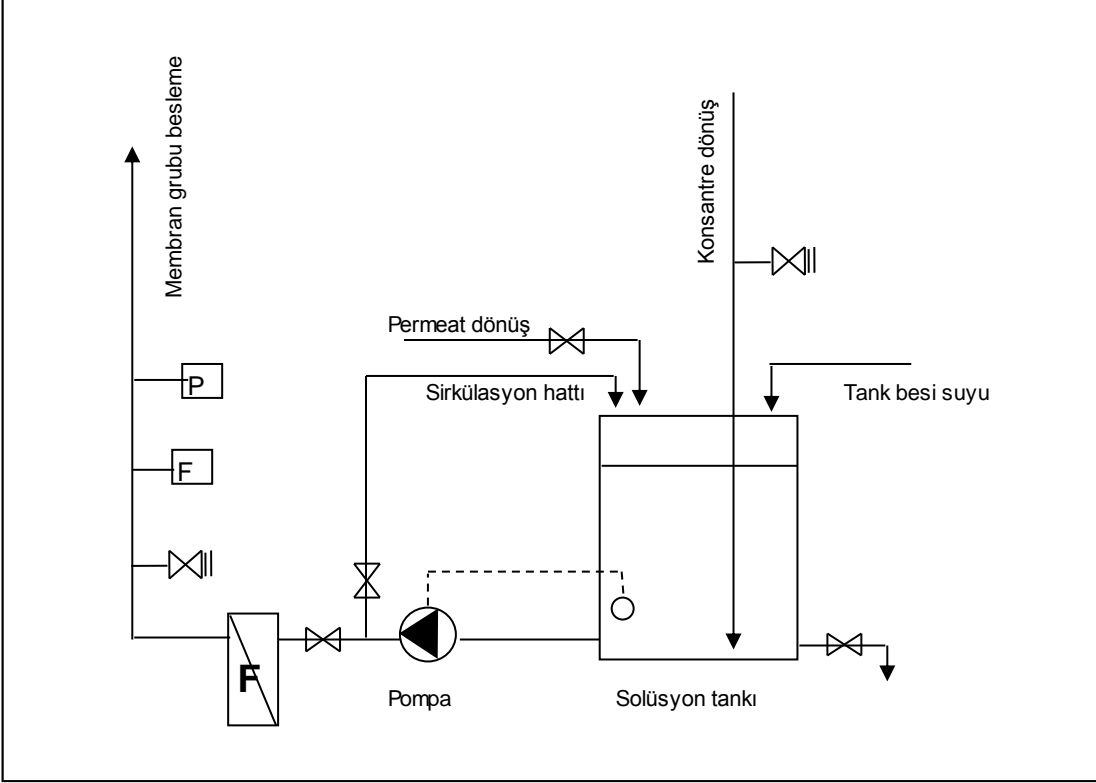 Membran grubu besleme
Konsantre dönüş
Permeat dönüş
Sirkülasyon hattı
Tank besi suyu
P
F
F
Pompa
Solüsyon tankı